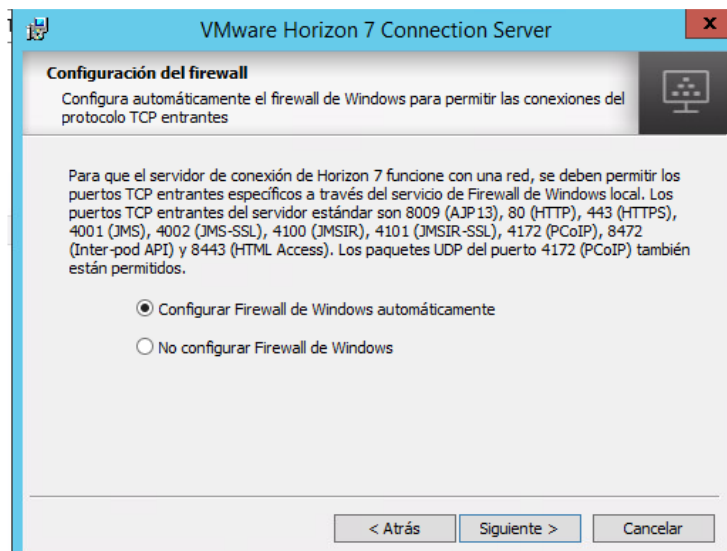 VMware Horizon 7 Connection Server
x
Configuración del firewall
Configura automáticamente el firewall de Windows para permitir las conexiones del
protocolo TCP entrantes
Para que el servidor de conexión de Horizon 7 funcione con una red, se deben permitir los
puertos TCP entrantes específicos a través del servicio de Firewall de Windows local. Los
puertos TCP entrantes del servidor estándar son 8009 (AJP13), 80 (HTTP), 443 (HTTPS),
4001 (JMS), 4002 (JMS-SSL), 4100 (JMSIR), 4101 (JMSIR-SSL), 4172 (PCoIP), 8472
(Inter-pod API) y 8443 (HTML Access). Los paquetes UDP del puerto 4172 (PCoIP) también
están permitidos.
Configurar Firewall de Windows automáticamente
No configurar Firewall de Windows
< Atrás
Siguiente >
Cancelar